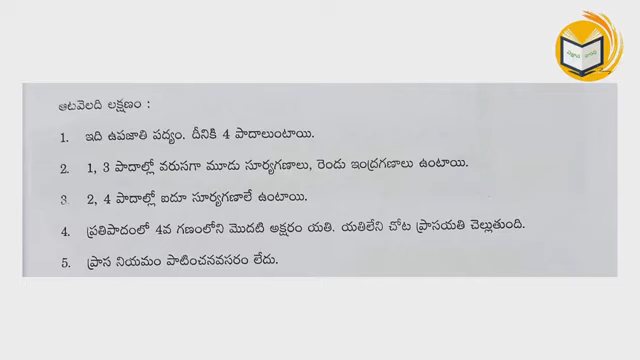 ఆటవెలది లక్షణం :
1. ఇది ఉపజాతి పద్యం. దీనికి 4 పాదాలుంటాయి.
2. 1, 3 పాదాల్లో వరుసగా మూడు సూర్యగణాలు, రెండు ఇంద్రగణాలు ఉంటాయి.
3. 2, 4 పాదాల్లో ఐదూ సూర్యగణాలే ఉంటాయి.
4. ప్రతిపాదంలో 4వ గణంలోని మొదటి అక్షరం యతి. యతిలేని చోట ప్రాసయతి చెల్లుతుంది.
5. ప్రాస నియమం పాటించనవసరం లేదు.